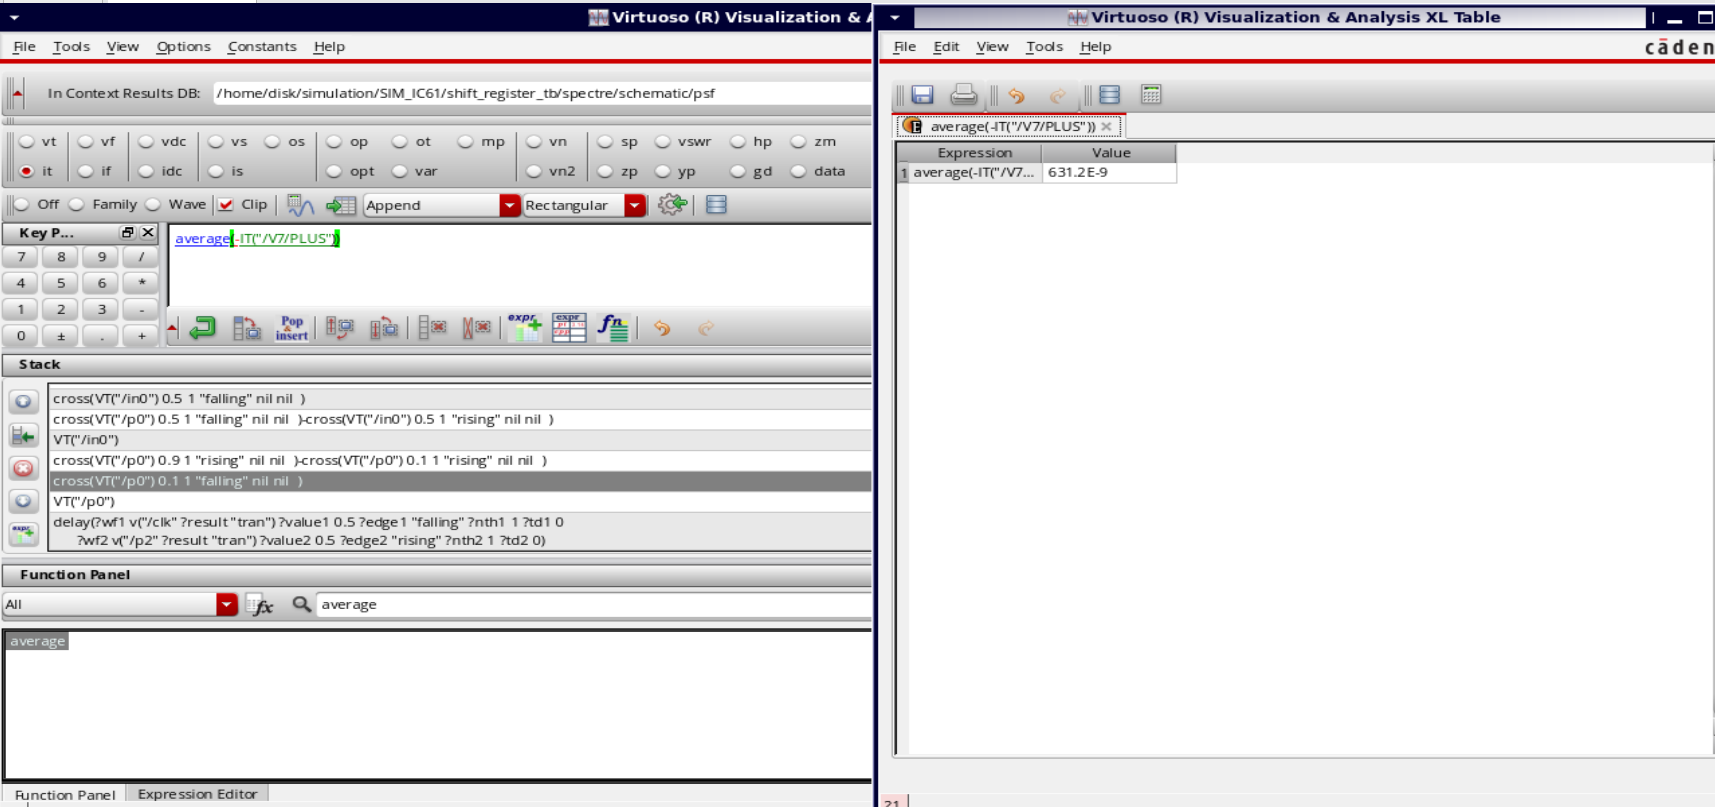 Virtuoso (R) Visualization & A
File Tools View Options Constants Help
In Context Results DB: /home/disk/simulation/SIM_IC61/shift_register_tb/spectre/schematic/psf
vt vf vdc vs os op ot mp vn sp vswr hp zm
it if idc is opt var vn2 zp yp gd data
Off Family Wave Clip Append Rectangular
Key P...
7 8 9 /
4 5 6 *
1 2 3 -
0 ± . +
average(-IT("/V7/PLUS"))
Pop & insert expr expr fn
Stack
cross(VT("/in0") 0.5 1 "falling" nil nil )
cross(VT("/p0") 0.5 1 "falling" nil nil )-cross(VT("/in0") 0.5 1 "rising" nil nil )
VT("/in0")
cross(VT("/p0") 0.9 1 "rising" nil nil )-cross(VT("/p0") 0.1 1 "rising" nil nil )
cross(VT("/p0") 0.1 1 "falling" nil nil )
VT("/p0")
delay(?wf1 v("/clk" ?result "tran") ?value1 0.5 ?edge1 "falling" ?nth1 1 ?td1 0
?wf2 v("/p2" ?result "tran") ?value2 0.5 ?edge2 "rising" ?nth2 1 ?td2 0)
expr
Function Panel
All fx average
average
Function Panel Expression Editor
Virtuoso (R) Visualization & Analysis XL Table
File Edit View Tools Help
cāden
E average(-IT("/V7/PLUS"))
Expression Value
1 average(-IT("/V7... 631.2E-9
21